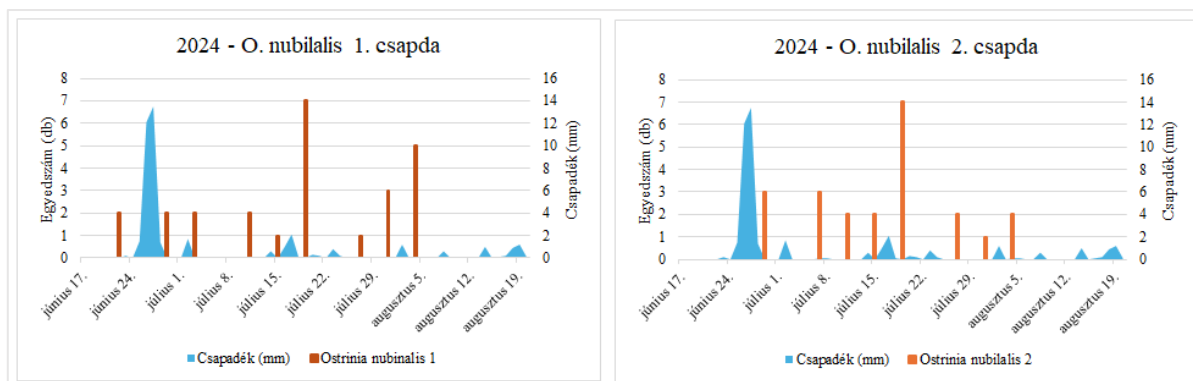 2024 - O. nubilalis 1. csapda
8
7
6
5
4
3
2
1
0
Egyedszám (db)
16
14
12
10
8
6
4
2
0
Csapadék (mm)
június 17.
június 24.
július 1.
július 8.
július 15.
július 22.
július 29.
augusztus 5.
augusztus 12.
augusztus 19.
Csapadék (mm) Ostrinia nubinalis 1
2024 - O. nubilalis 2. csapda
8
7
6
5
4
3
2
1
0
Egyedszám (db)
16
14
12
10
8
6
4
2
0
Csapadék (mm)
június 17.
június 24.
július 1.
július 8.
július 15.
július 22.
július 29.
augusztus 5.
augusztus 12.
augusztus 19.
Csapadék (mm) Ostrinia nubilalis 2